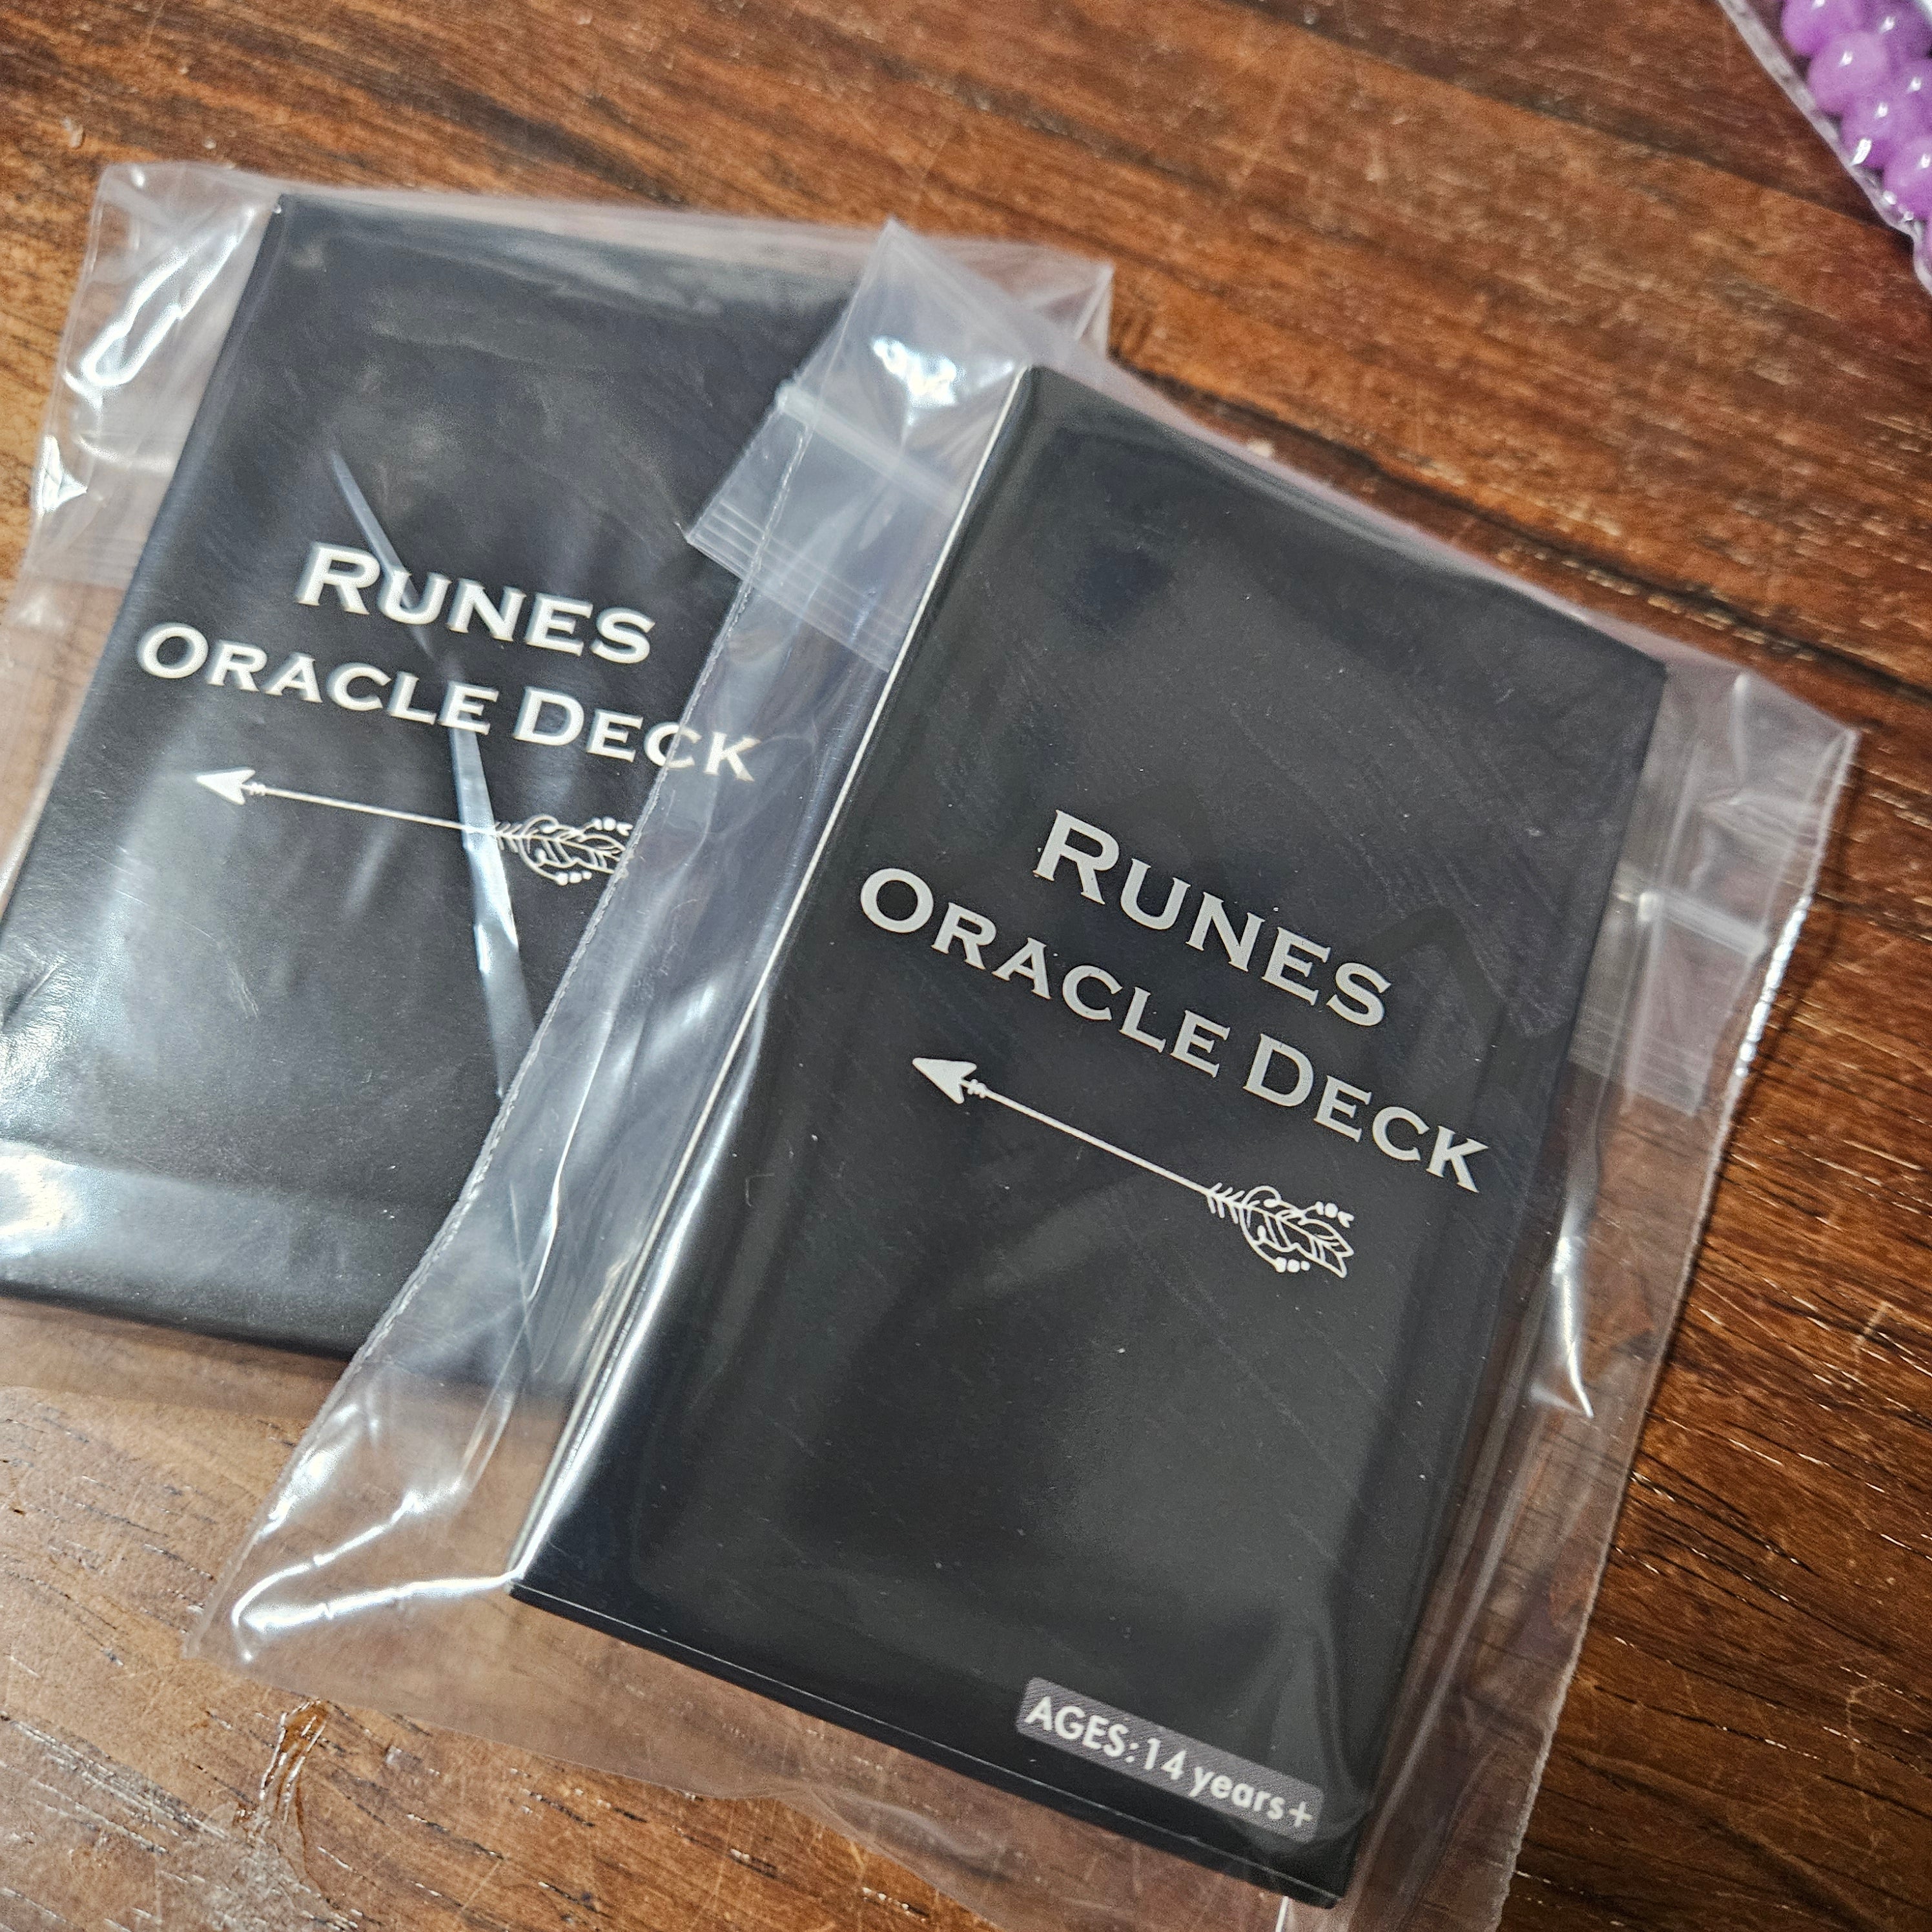 RUNES
ORACLE DECK
RUNES
ORACLE DECK
AGES:14 years+